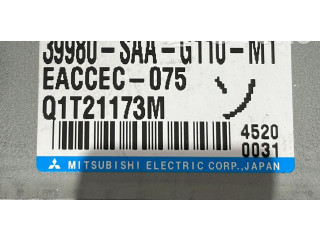 39980-SAA-G110-M1
EACCEC-075
Q1T21173M
4520
0031
MITSUBISHI ELECTRIC CORP., JAPAN